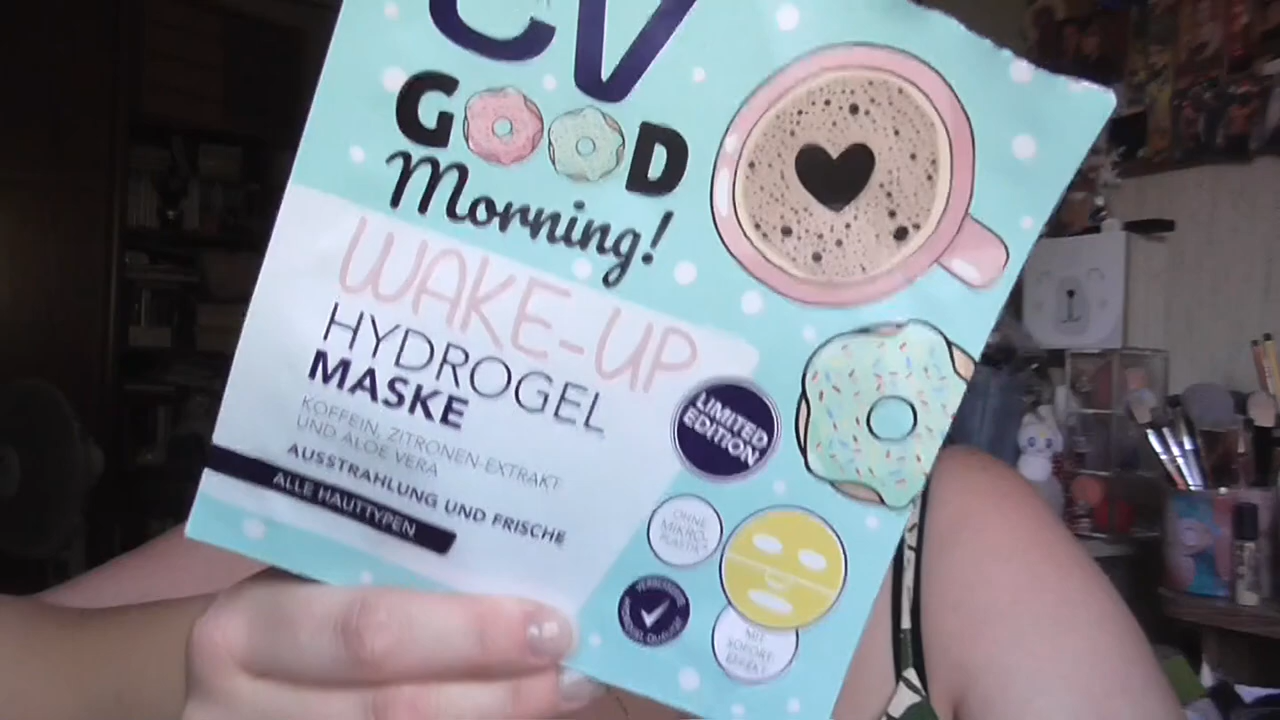 CV
GOOD
Morning!
WAKE-UP
HYDROGEL
MASKE
KOFFEIN, ZITRONEN-EXTRAKT
UND ALOE VERA
AUSSTRAHLUNG UND FRISCHE
ALLE HAUTTYPEN
LIMITED
EDITION
OHNE
MIKRO-
PLASTIK*
MIT
SOFORT-
EFFEKT